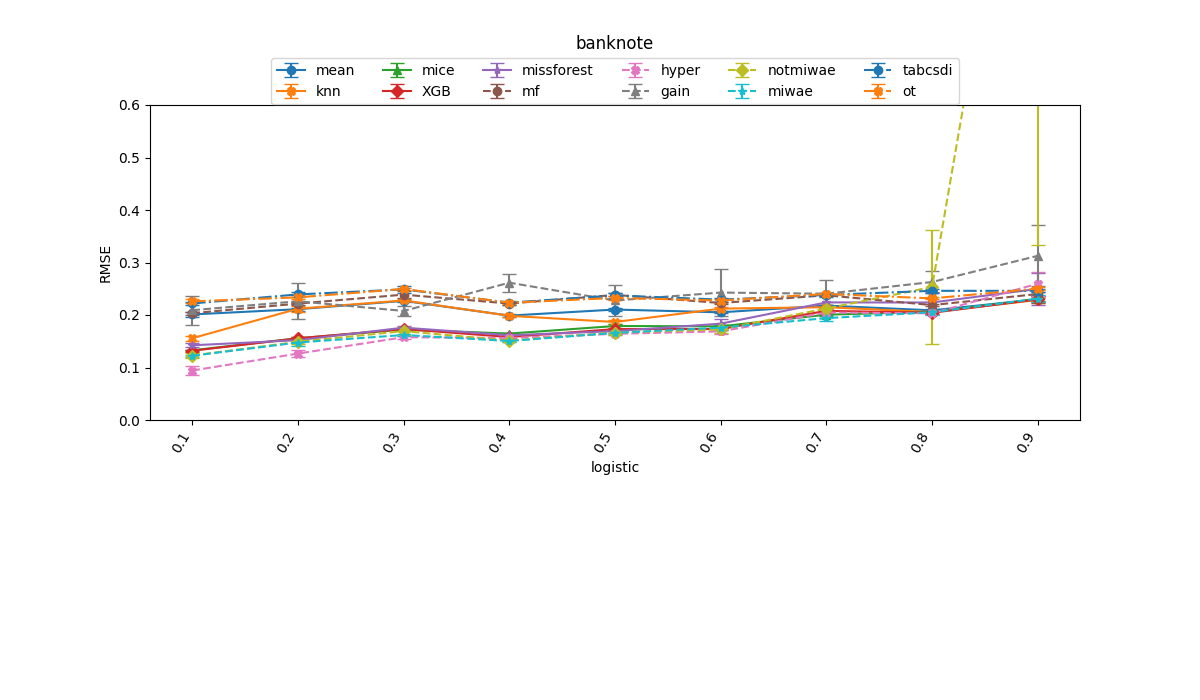 banknote
mean mice missforest hyper notmiwae tabcsdi
knn XGB mf gain miwae ot
0.6
0.5
0.4
0.3
0.2
0.1
0.0
RMSE
0.1 0.2 0.3 0.4 0.5 0.6 0.7 0.8 0.9
logistic